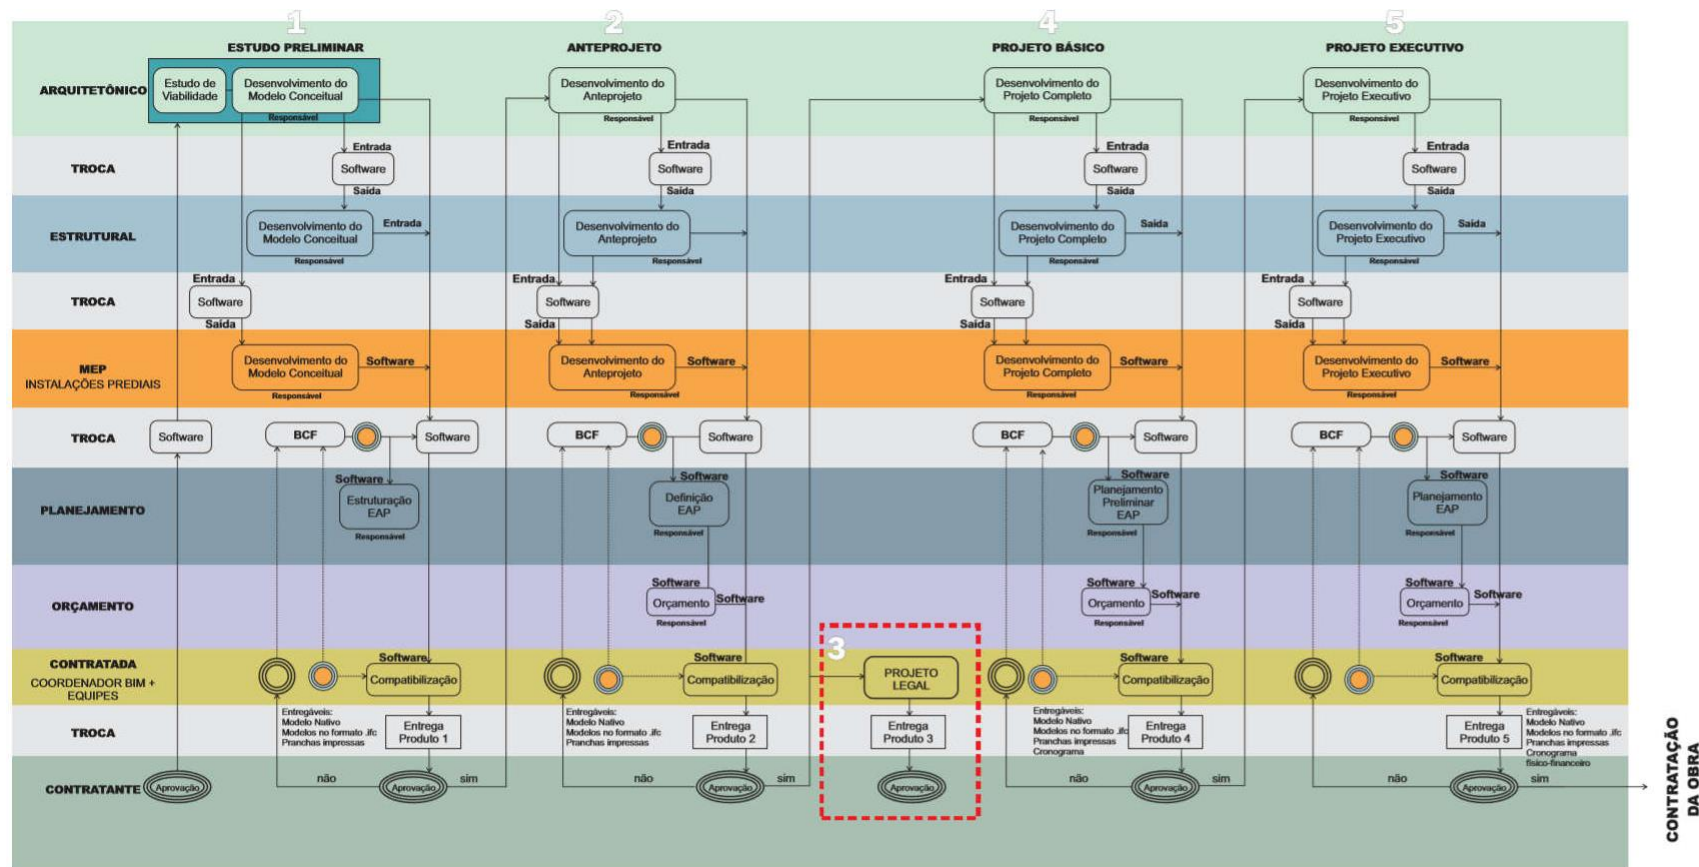 1
2
4
5
ESTUDO PRELIMINAR
ANTEPROJETO
PROJETO BÁSICO
PROJETO EXECUTIVO
ARQUITETÔNICO
Estudo de
Viabilidade
Desenvolvimento do
Modelo Conceitual
Responsável
Desenvolvimento do
Anteprojeto
Responsável
Desenvolvimento do
Projeto Completo
Responsável
Desenvolvimento do
Projeto Executivo
Responsável
TROCA
Entrada
Software
Saída
Entrada
Software
Saída
Entrada
Software
Saída
Entrada
Software
Saída
ESTRUTURAL
Desenvolvimento do
Modelo Conceitual
Responsável
Entrada
Desenvolvimento do
Anteprojeto
Responsável
Desenvolvimento do
Projeto Completo
Responsável
Saída
Desenvolvimento do
Projeto Executivo
Responsável
Saída
TROCA
Entrada
Software
Saída
Entrada
Software
Saída
Entrada
Software
Saída
Entrada
Software
Saída
MEP
INSTALAÇÕES PREDIAIS
Desenvolvimento do
Modelo Conceitual
Responsável
Software
Desenvolvimento do
Anteprojeto
Responsável
Software
Desenvolvimento do
Projeto Completo
Responsável
Software
Desenvolvimento do
Projeto Executivo
Responsável
Software
TROCA
Software
BCF
Software
BCF
Software
BCF
Software
BCF
Software
PLANEJAMENTO
Software
Estruturação
EAP
Responsável
Software
Definição
EAP
Responsável
Software
Planejamento
Preliminar
EAP
Responsável
Software
Planejamento
EAP
Responsável
ORÇAMENTO
Software
Orçamento
Software
Responsável
Software
Orçamento
Software
Responsável
Software
Orçamento
Software
Responsável
CONTRATADA
COORDENADOR BIM +
EQUIPES
Software
Compatibilização
Software
Compatibilização
3
PROJETO
LEGAL
Software
Compatibilização
Software
Compatibilização
TROCA
Entregáveis:
Modelo Nativo
Modelos no formato .ifc
Pranchas impressas
Entrega
Produto 1
Entregáveis:
Modelo Nativo
Modelos no formato .ifc
Pranchas impressas
Entrega
Produto 2
Entrega
Produto 3
Entregáveis:
Modelo Nativo
Modelos no formato .ifc
Pranchas impressas
Cronograma
Entrega
Produto 4
Entrega
Produto 5
Entregáveis:
Modelo Nativo
Modelos no formato .ifc
Pranchas impressas
Cronograma
físico-financeiro
CONTRATANTE
Aprovação
não
Aprovação
sim
não
Aprovação
sim
Aprovação
não
Aprovação
sim
não
Aprovação
sim
CONTRATAÇÃO
DA OBRA